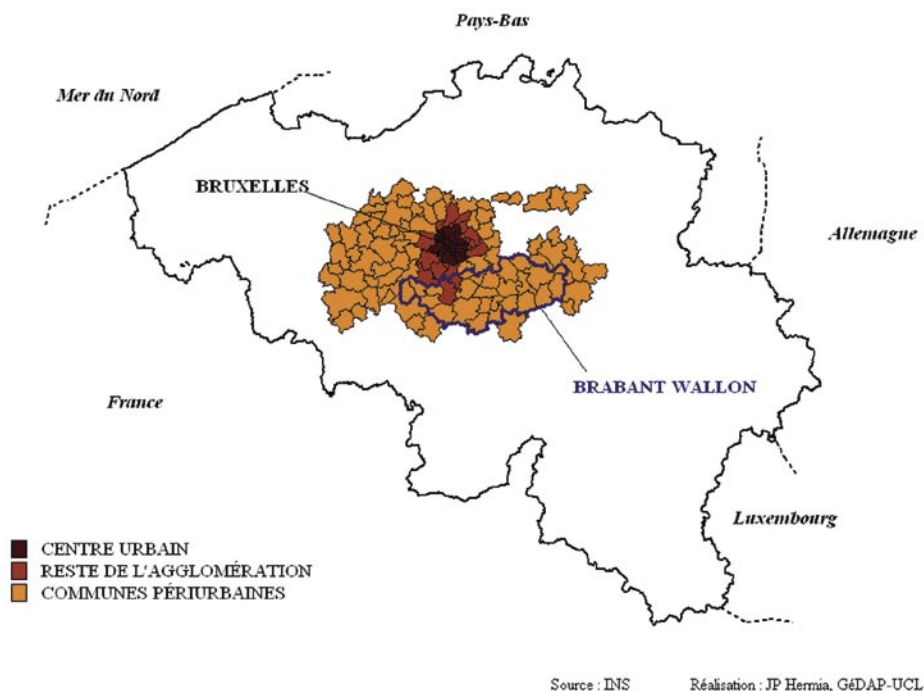 Pays-Bas
Mer du Nord
BRUXELLES
Allemagne
BRABANT WALLON
France
Luxembourg
CENTRE URBAIN
RESTE DE L'AGGLOMÉRATION
COMMUNES PÉRIURBAINES
Source : INS Réalisation : JP Hermia, GéDAP-UCL